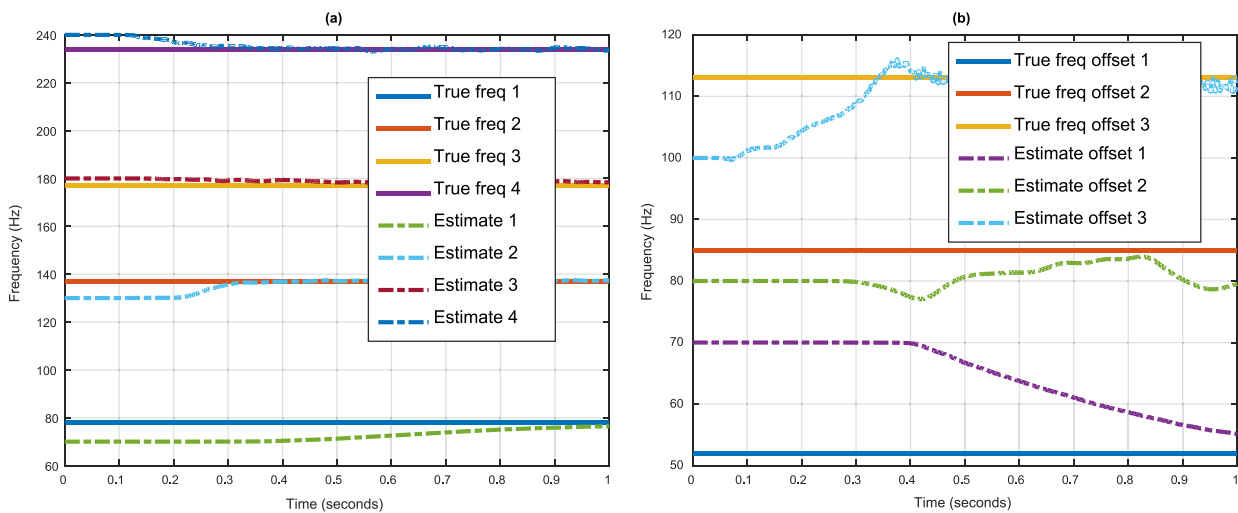 (a)
240
220
200
180
160
140
120
100
80
60
Frequency (Hz)
0
0.1
0.2
0.3
0.4
0.5
0.6
0.7
0.8
0.9
1
Time (seconds)
True freq 1
True freq 2
True freq 3
True freq 4
Estimate 1
Estimate 2
Estimate 3
Estimate 4
(b)
120
110
100
90
80
70
60
50
Frequency (Hz)
0
0.1
0.2
0.3
0.4
0.5
0.6
0.7
0.8
0.9
1
Time (seconds)
True freq offset 1
True freq offset 2
True freq offset 3
Estimate offset 1
Estimate offset 2
Estimate offset 3